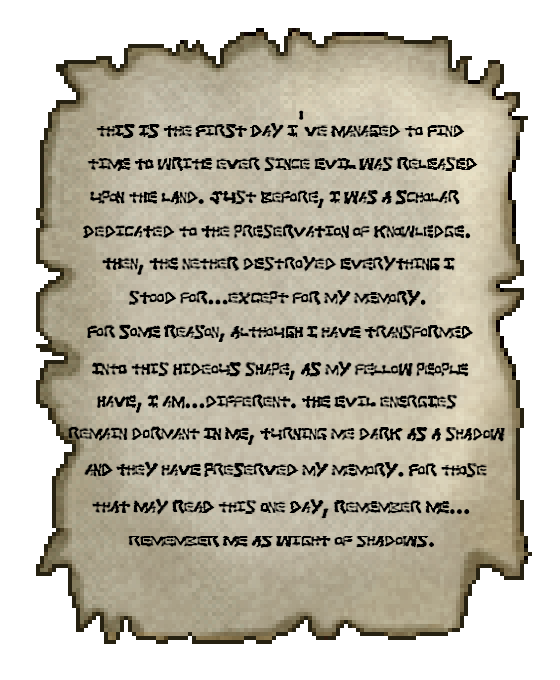 THIS IS THE FIRST DAY I'VE MANAGED TO FIND
TIME TO WRITE EVER SINCE EVIL WAS RELEASED
UPON THE LAND. JUST BEFORE, I WAS A SCHOLAR
DEDICATED TO THE PRESERVATION OF KNOWLEDGE.
THEN, THE NETHER DESTROYED EVERYTHING I
STOOD FOR...EXCEPT FOR MY MEMORY.
FOR SOME REASON, ALTHOUGH I HAVE TRANSFORMED
INTO THIS HIDEOUS SHAPE, AS MY FELLOW PEOPLE
HAVE, I AM...DIFFERENT. THE EVIL ENERGIES
REMAIN DORMANT IN ME, TURNING ME DARK AS A SHADOW
AND THEY HAVE PRESERVED MY MEMORY. FOR THOSE
THAT MAY READ THIS ONE DAY, REMEMBER ME...
REMEMBER ME AS WIGHT OF SHADOWS.